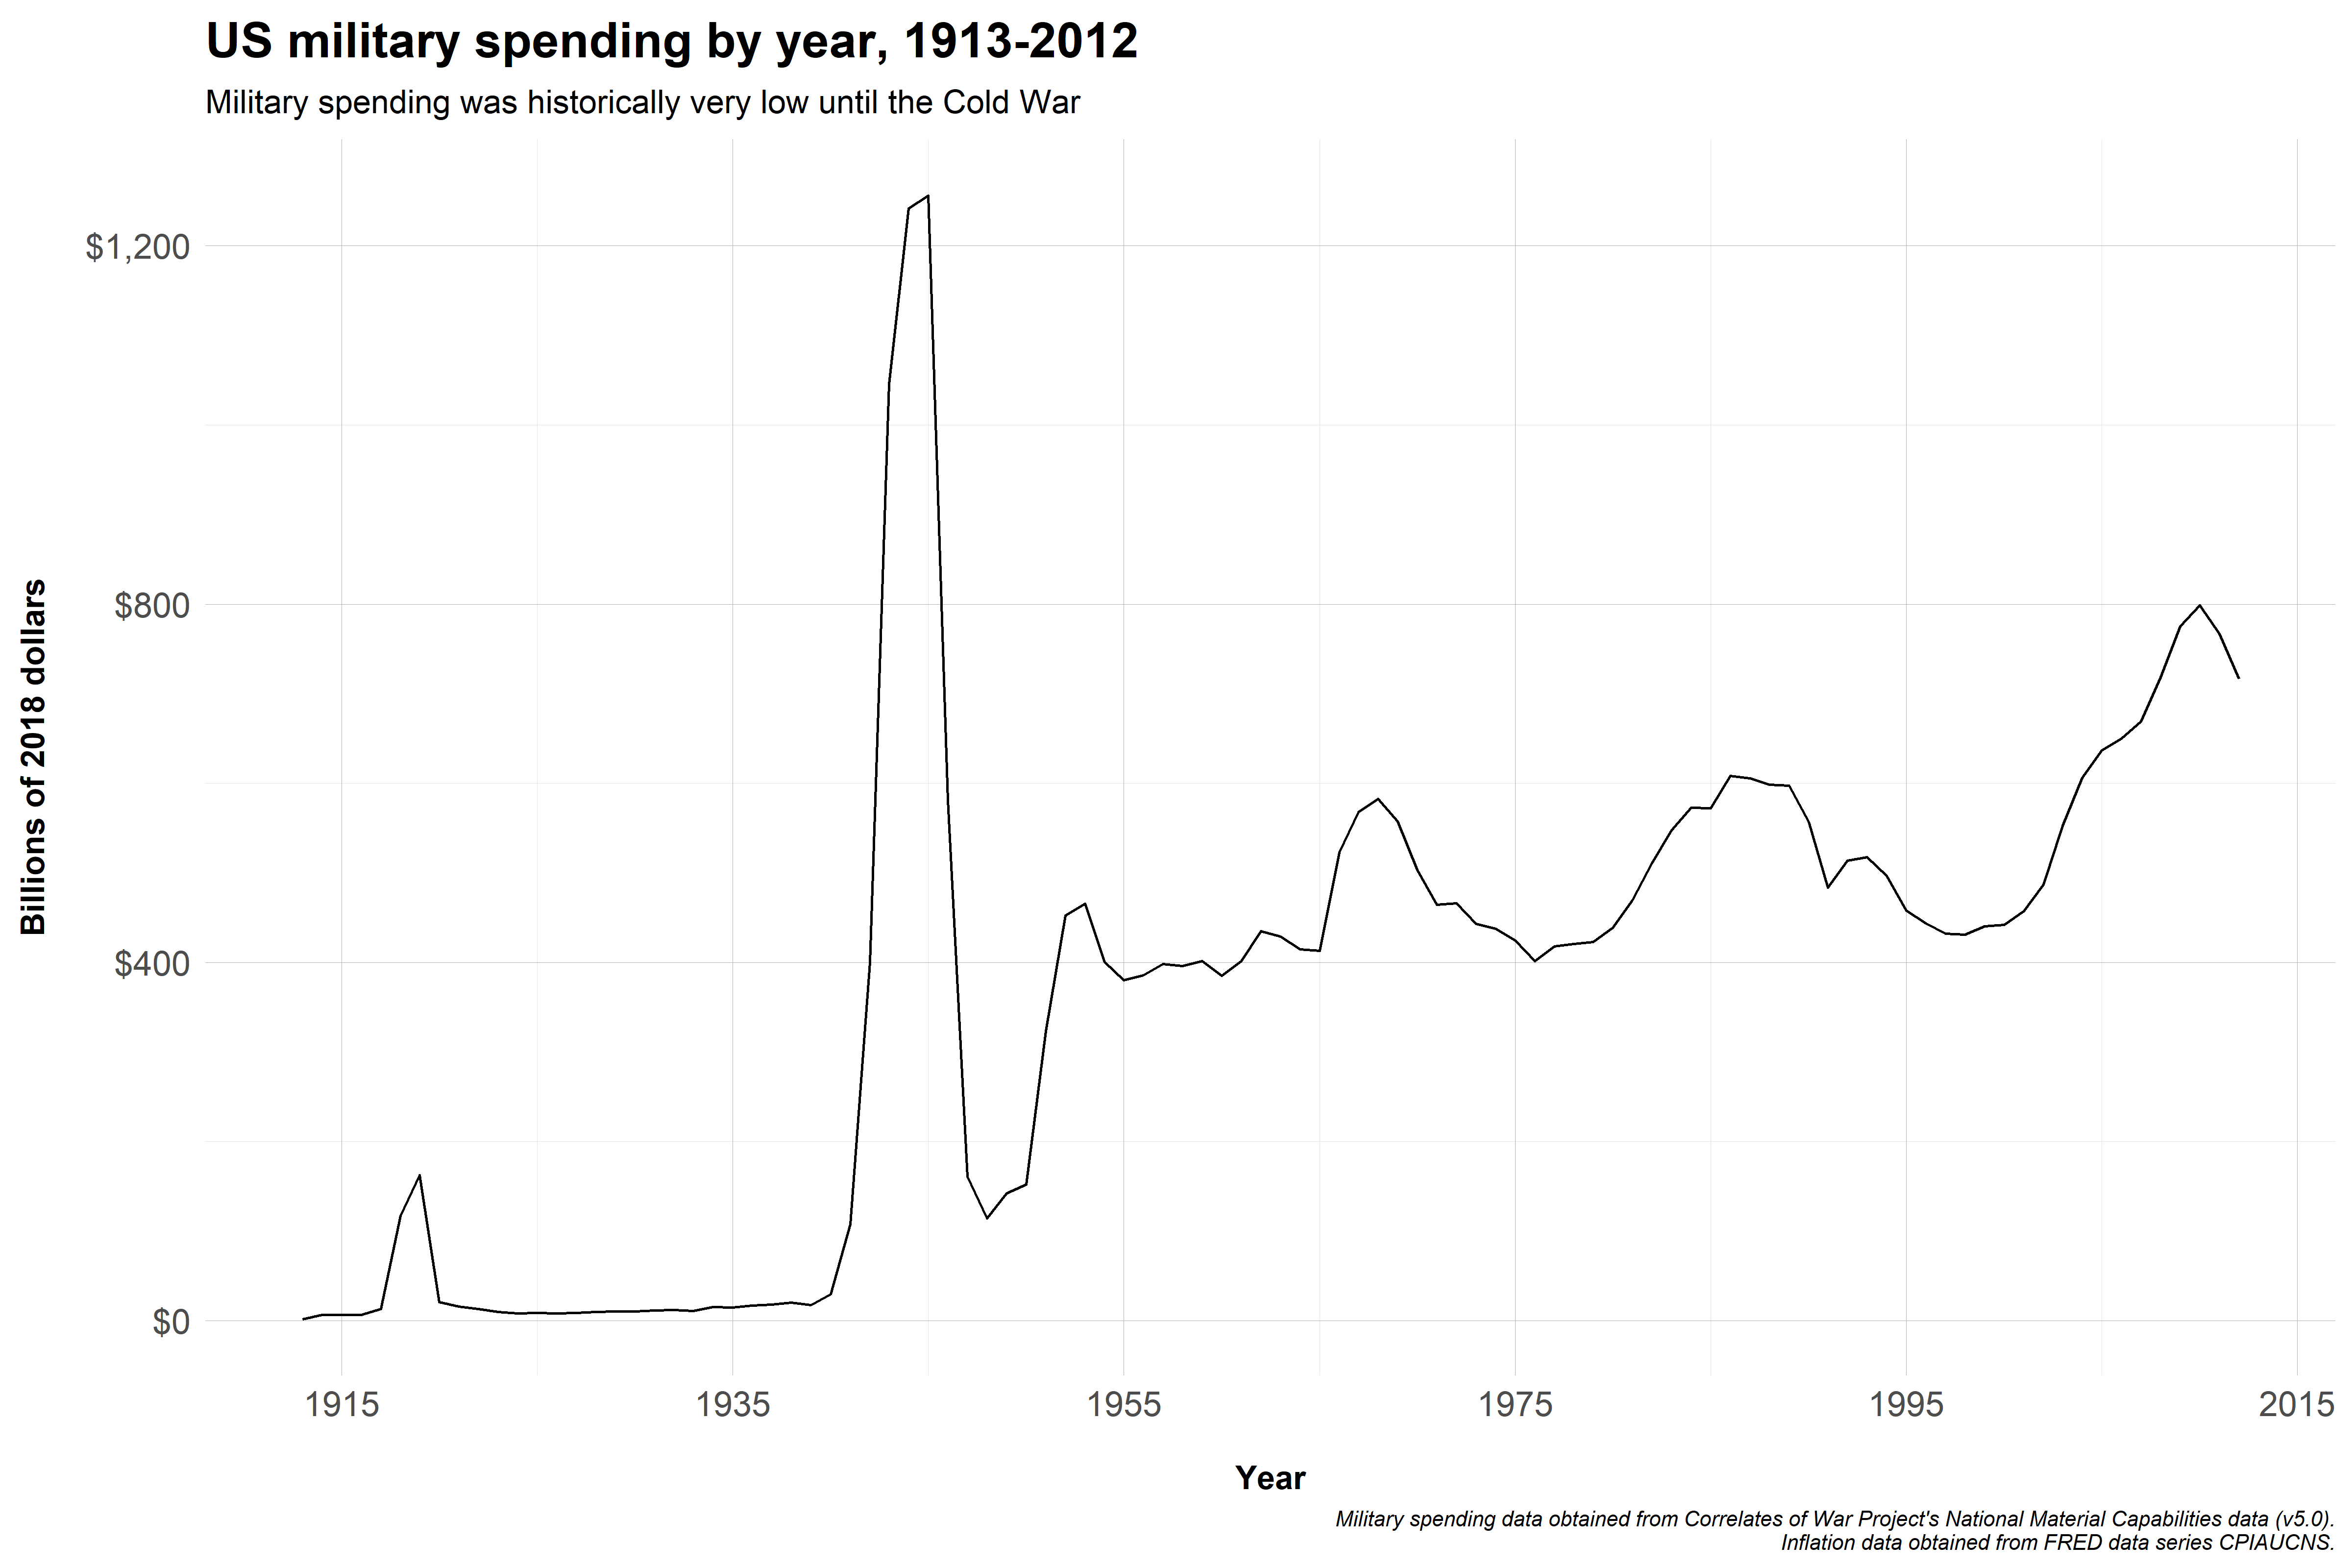 US military spending by year, 1913-2012
Military spending was historically very low until the Cold War
$1,200
$800
$400
$0
Billions of 2018 dollars
1915 1935 1955 1975 1995 2015
Year
Military spending data obtained from Correlates of War Project's National Material Capabilities data (v5.0).
Inflation data obtained from FRED data series CPIAUCNS.